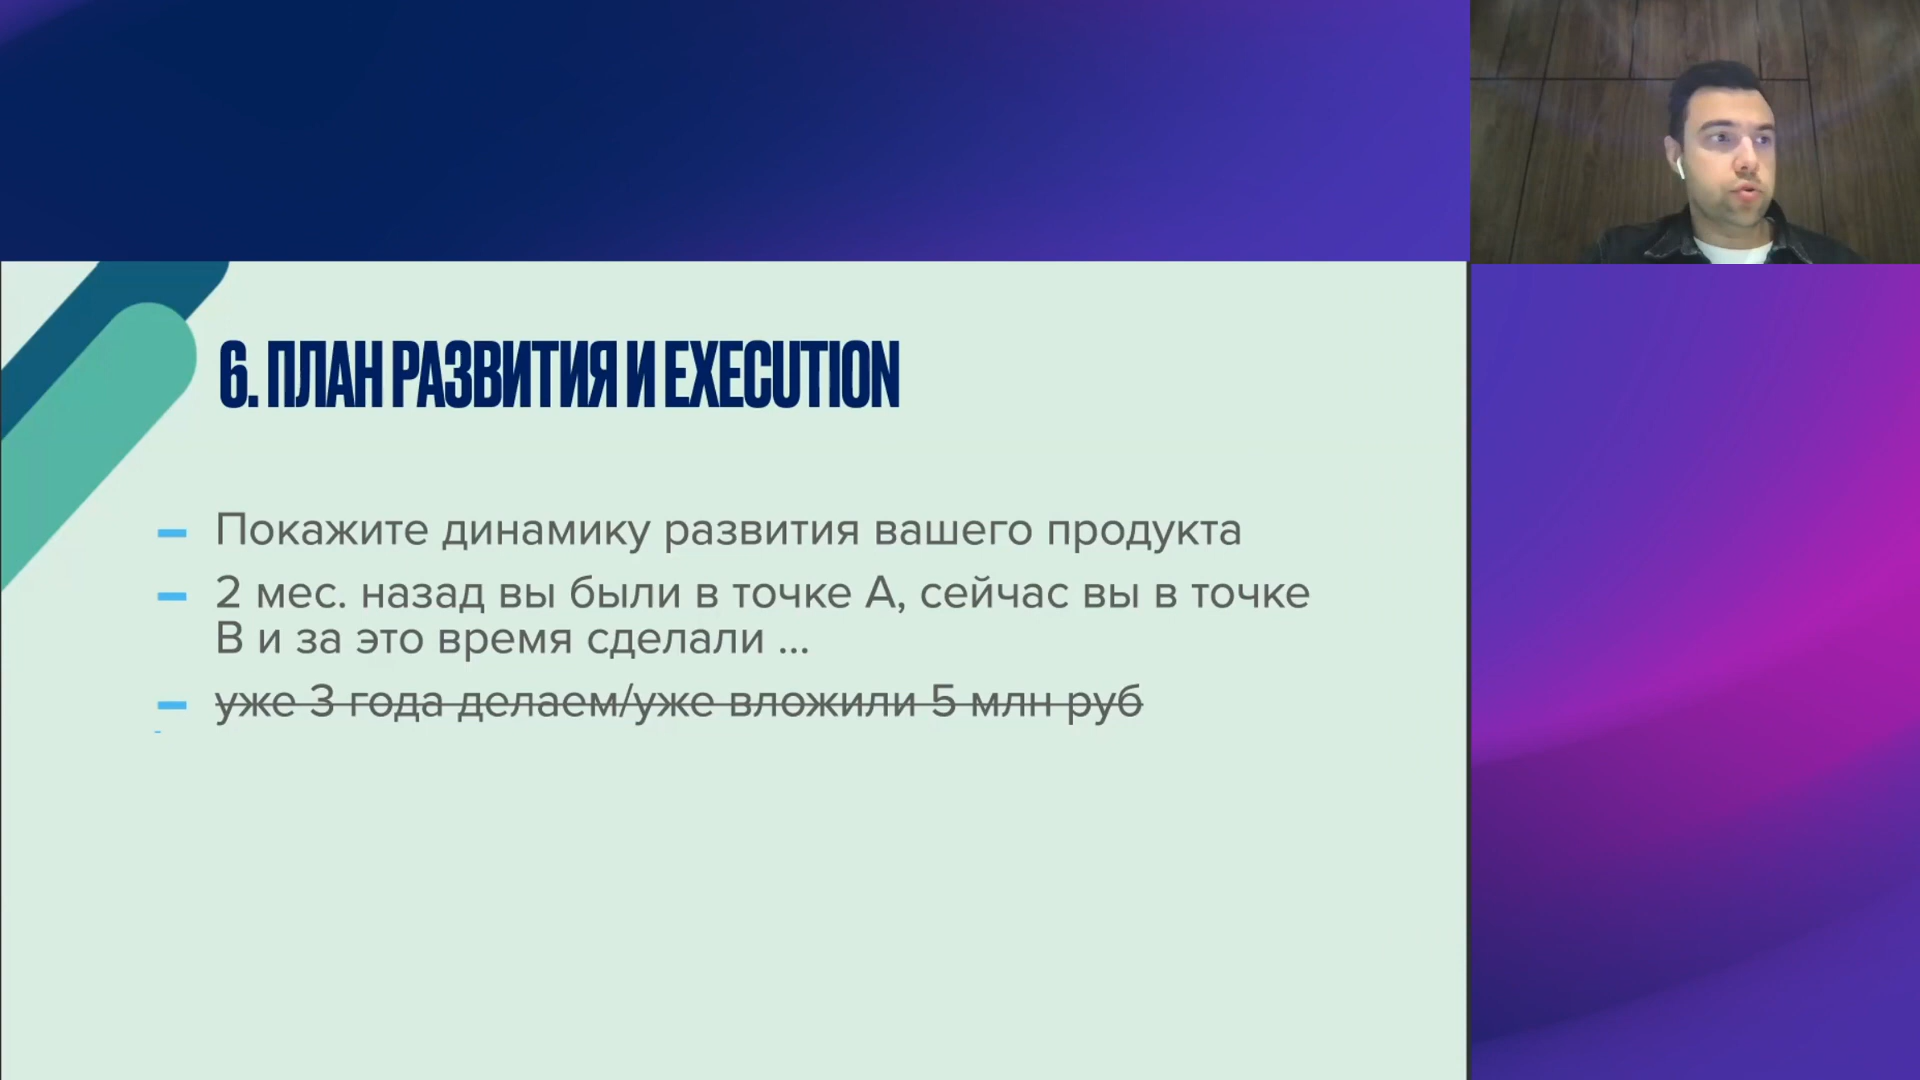 6. ПЛАН РАЗВИТИЯ И EXECUTION
Покажите динамику развития вашего продукта
2 мес. назад вы были в точке А, сейчас вы в точке
В и за это время сделали ...
уже 3 года делаем/уже вложили 5 млн руб